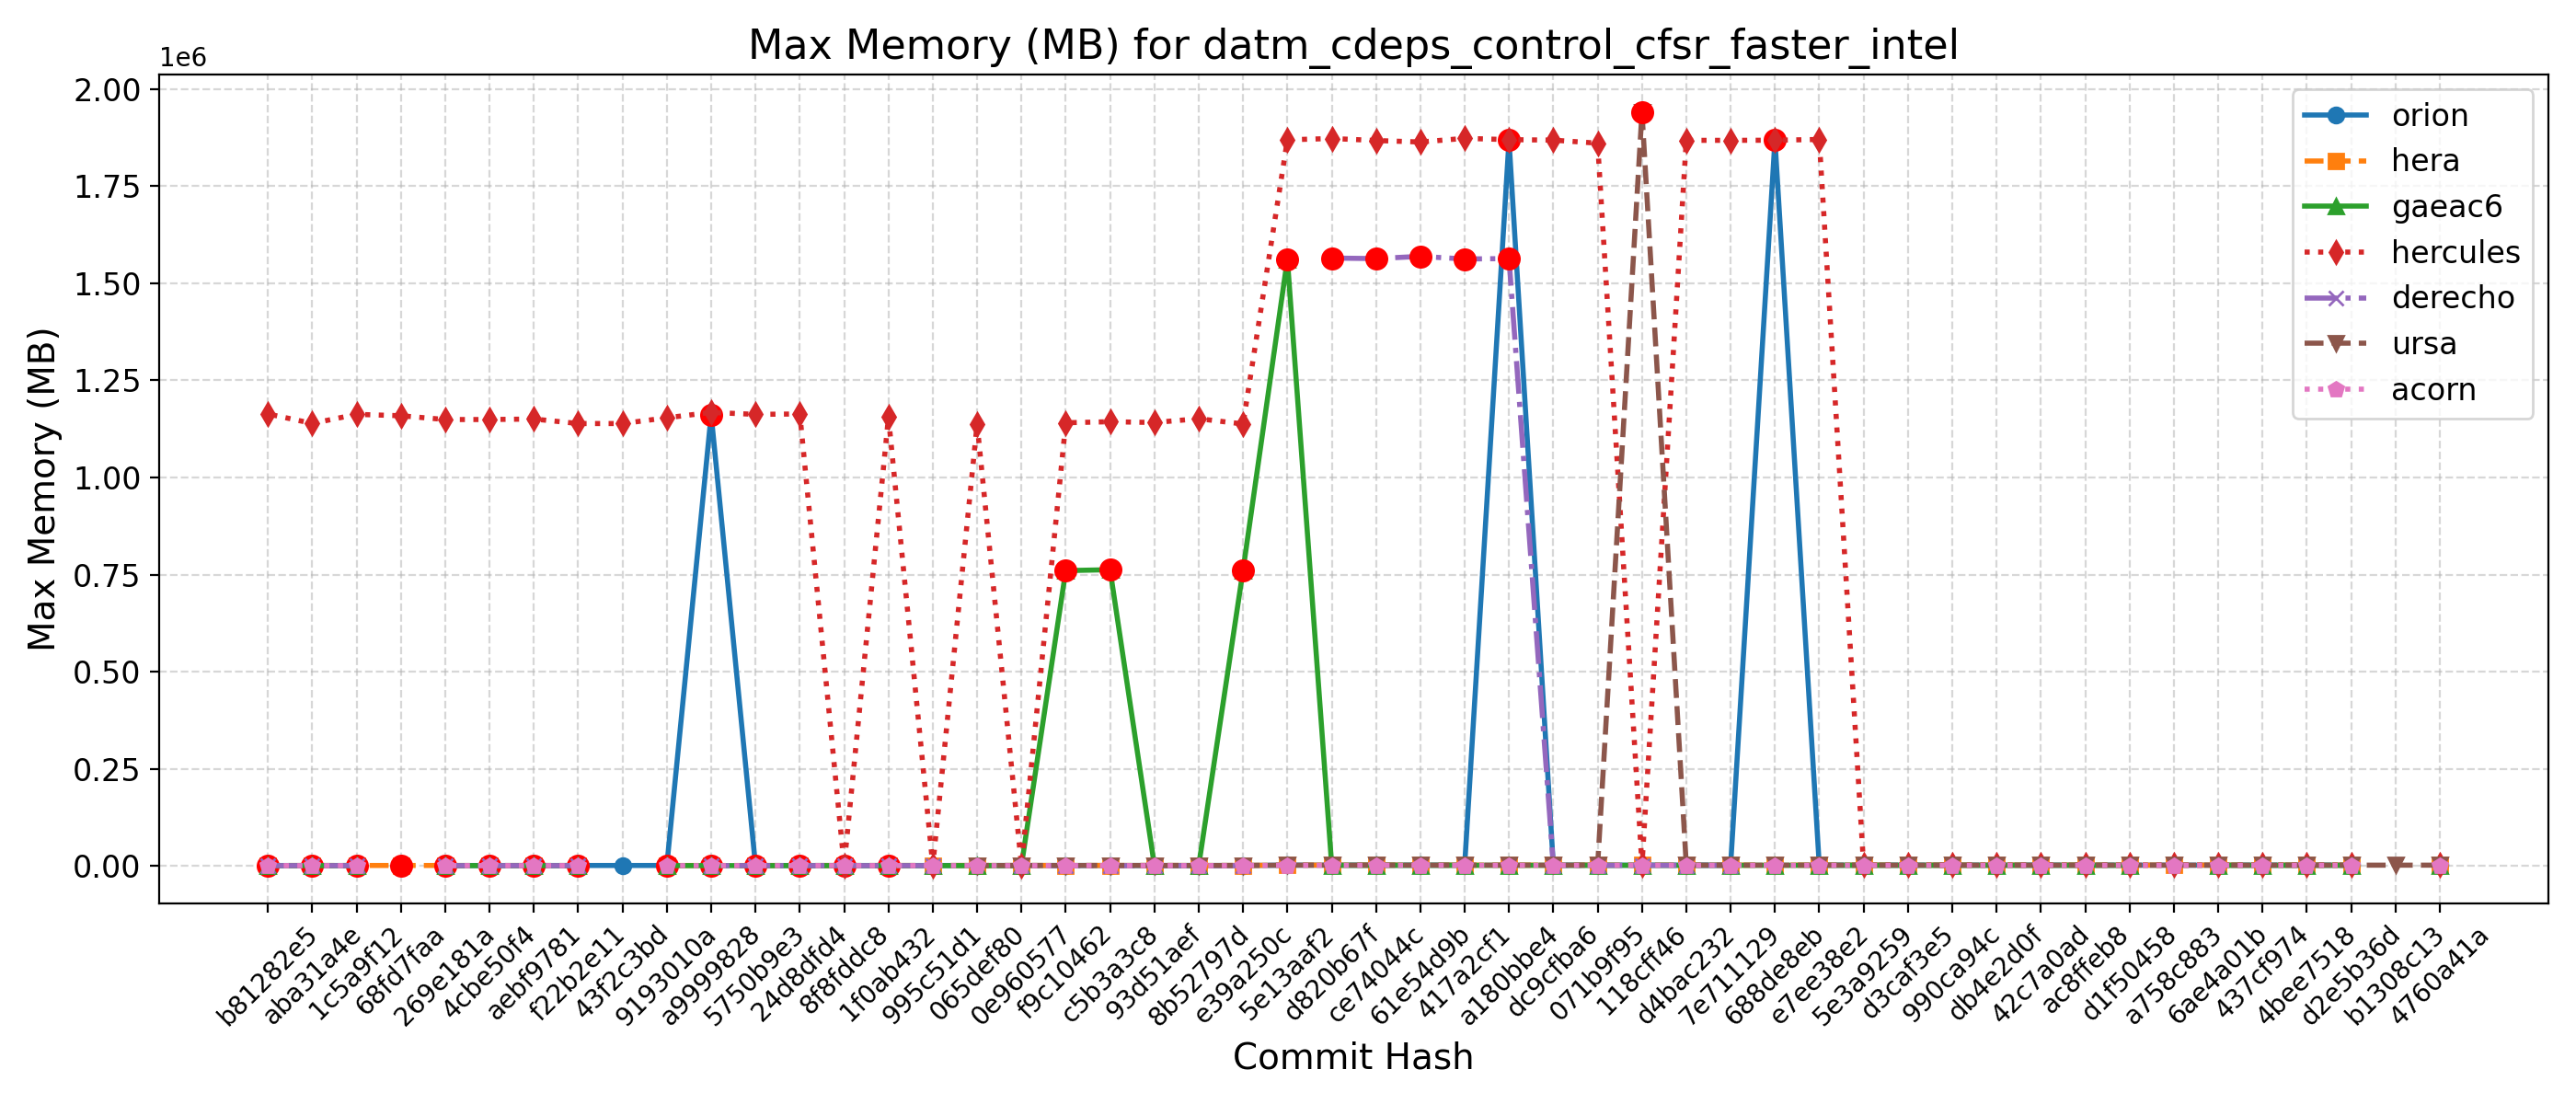 Max Memory (MB) for datm_cdeps_control_cfsr_faster_intel
1e6
2.00
1.75
1.50
1.25
1.00
0.75
0.50
0.25
0.00
Max Memory (MB)
orion
hera
gaeac6
hercules
derecho
ursa
acorn
b81282e5
aba31a4e
1c5a9f12
68fd7faa
269e181a
4cbe50f4
aebf9781
f22b2e11
43f2c3bd
9193010a
a9999828
5750b9e3
24d8dfd4
8f8fddc8
1f0ab432
995c51d1
065def80
0e960577
f9c10462
c5b3a3c8
93d51aef
8b52797d
e39a250c
5e13aaf2
d820b67f
ce74044c
61e54d9b
417a2cf1
a180bbe4
dc9cfba6
071b9f95
118cff46
d4bac232
7e711129
688de8eb
e7ee38e2
5e3a9259
d3caf3e5
990ca94c
db4e2d0f
42c7a0ad
ac8ffeb8
d1f50458
a758c883
6ae4a01b
437cf974
4bee7518
d2e5b36d
b1308c13
4760a41a
Commit Hash